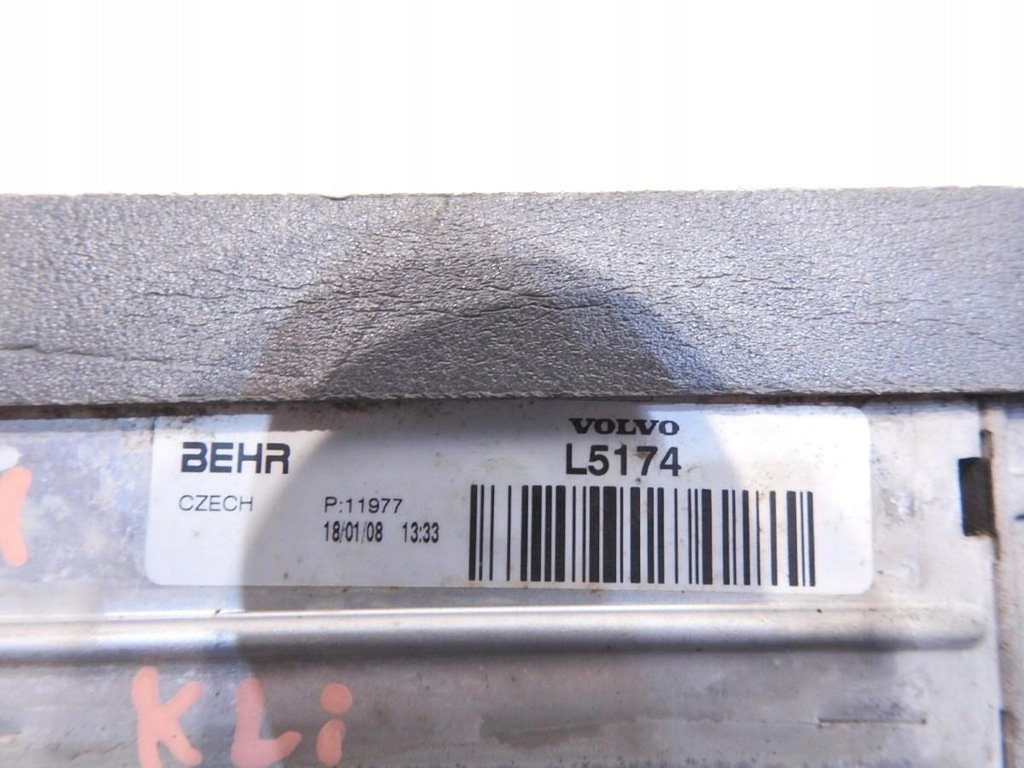 VOLVO
BEHR L5174
CZECH P:11977
18/01/08 13:33
KLi